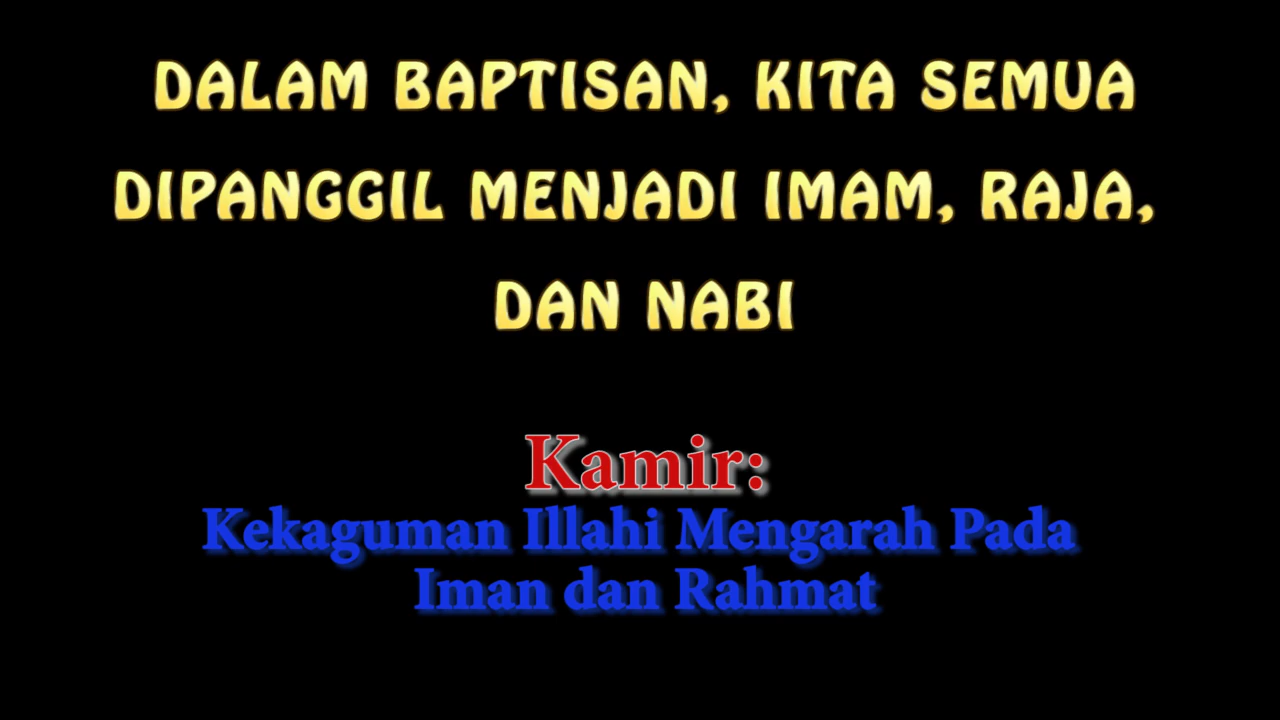 DALAM BAPTISAN, KITA SEMUA
DIPANGGIL MENJADI IMAM, RAJA,
DAN NABI
Kamir:
Kekaguman Illahi Mengarah Pada
Iman dan Rahmat